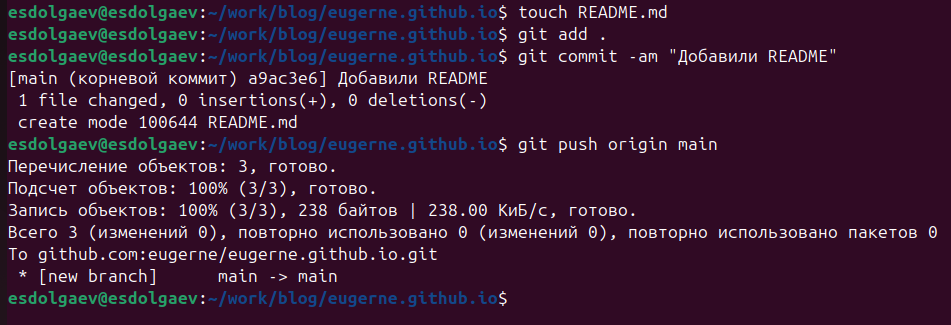 esdolgaev@esdolgaev:~/work/blog/eugerne.github.io$ touch README.md
esdolgaev@esdolgaev:~/work/blog/eugerne.github.io$ git add .
esdolgaev@esdolgaev:~/work/blog/eugerne.github.io$ git commit -am "Добавили README"
[main (корневой коммит) a9ac3e6] Добавили README
 1 file changed, 0 insertions(+), 0 deletions(-)
 create mode 100644 README.md
esdolgaev@esdolgaev:~/work/blog/eugerne.github.io$ git push origin main
Перечисление объектов: 3, готово.
Подсчет объектов: 100% (3/3), готово.
Запись объектов: 100% (3/3), 238 байтов | 238.00 КиБ/с, готово.
Всего 3 (изменений 0), повторно использовано 0 (изменений 0), повторно использовано пакетов 0
To github.com:eugerne/eugerne.github.io.git
 * [new branch]      main -> main
esdolgaev@esdolgaev:~/work/blog/eugerne.github.io$